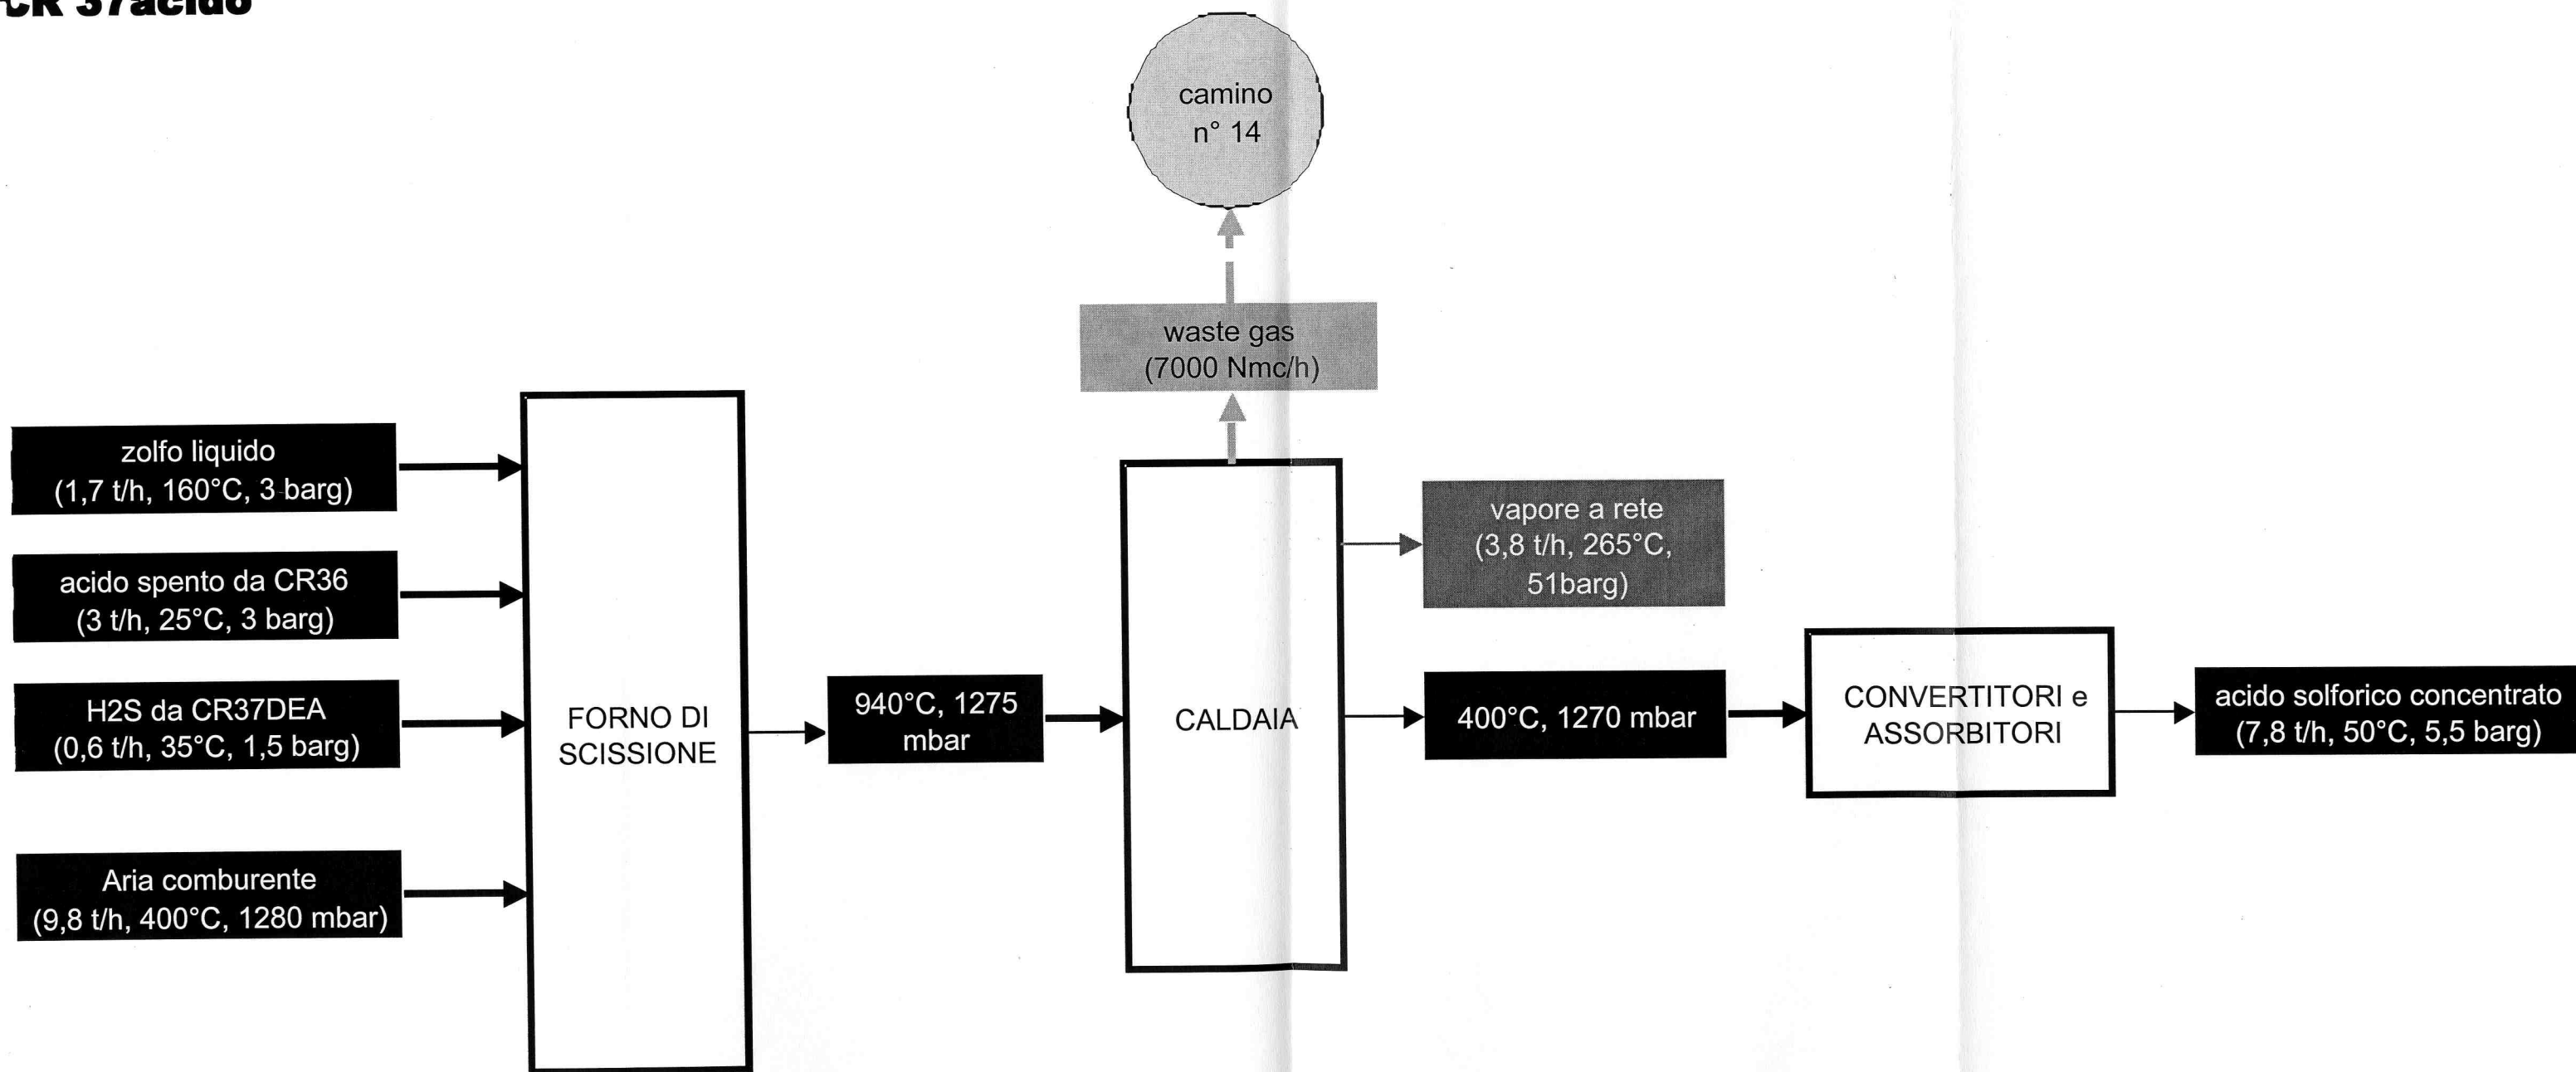 CR 37acido
camino
n° 14
waste gas
(7000 Nmc/h)
zolfo liquido
(1,7 t/h, 160°C, 3 barg)
acido spento da CR36
(3 t/h, 25°C, 3 barg)
H2S da CR37DEA
(0,6 t/h, 35°C, 1,5 barg)
Aria comburente
(9,8 t/h, 400°C, 1280 mbar)
FORNO DI
SCISSIONE
940°C, 1275
mbar
CALDAIA
vapore a rete
(3,8 t/h, 265°C,
51barg)
400°C, 1270 mbar
CONVERTITORI e
ASSORBITORI
acido solforico concentrato
(7,8 t/h, 50°C, 5,5 barg)